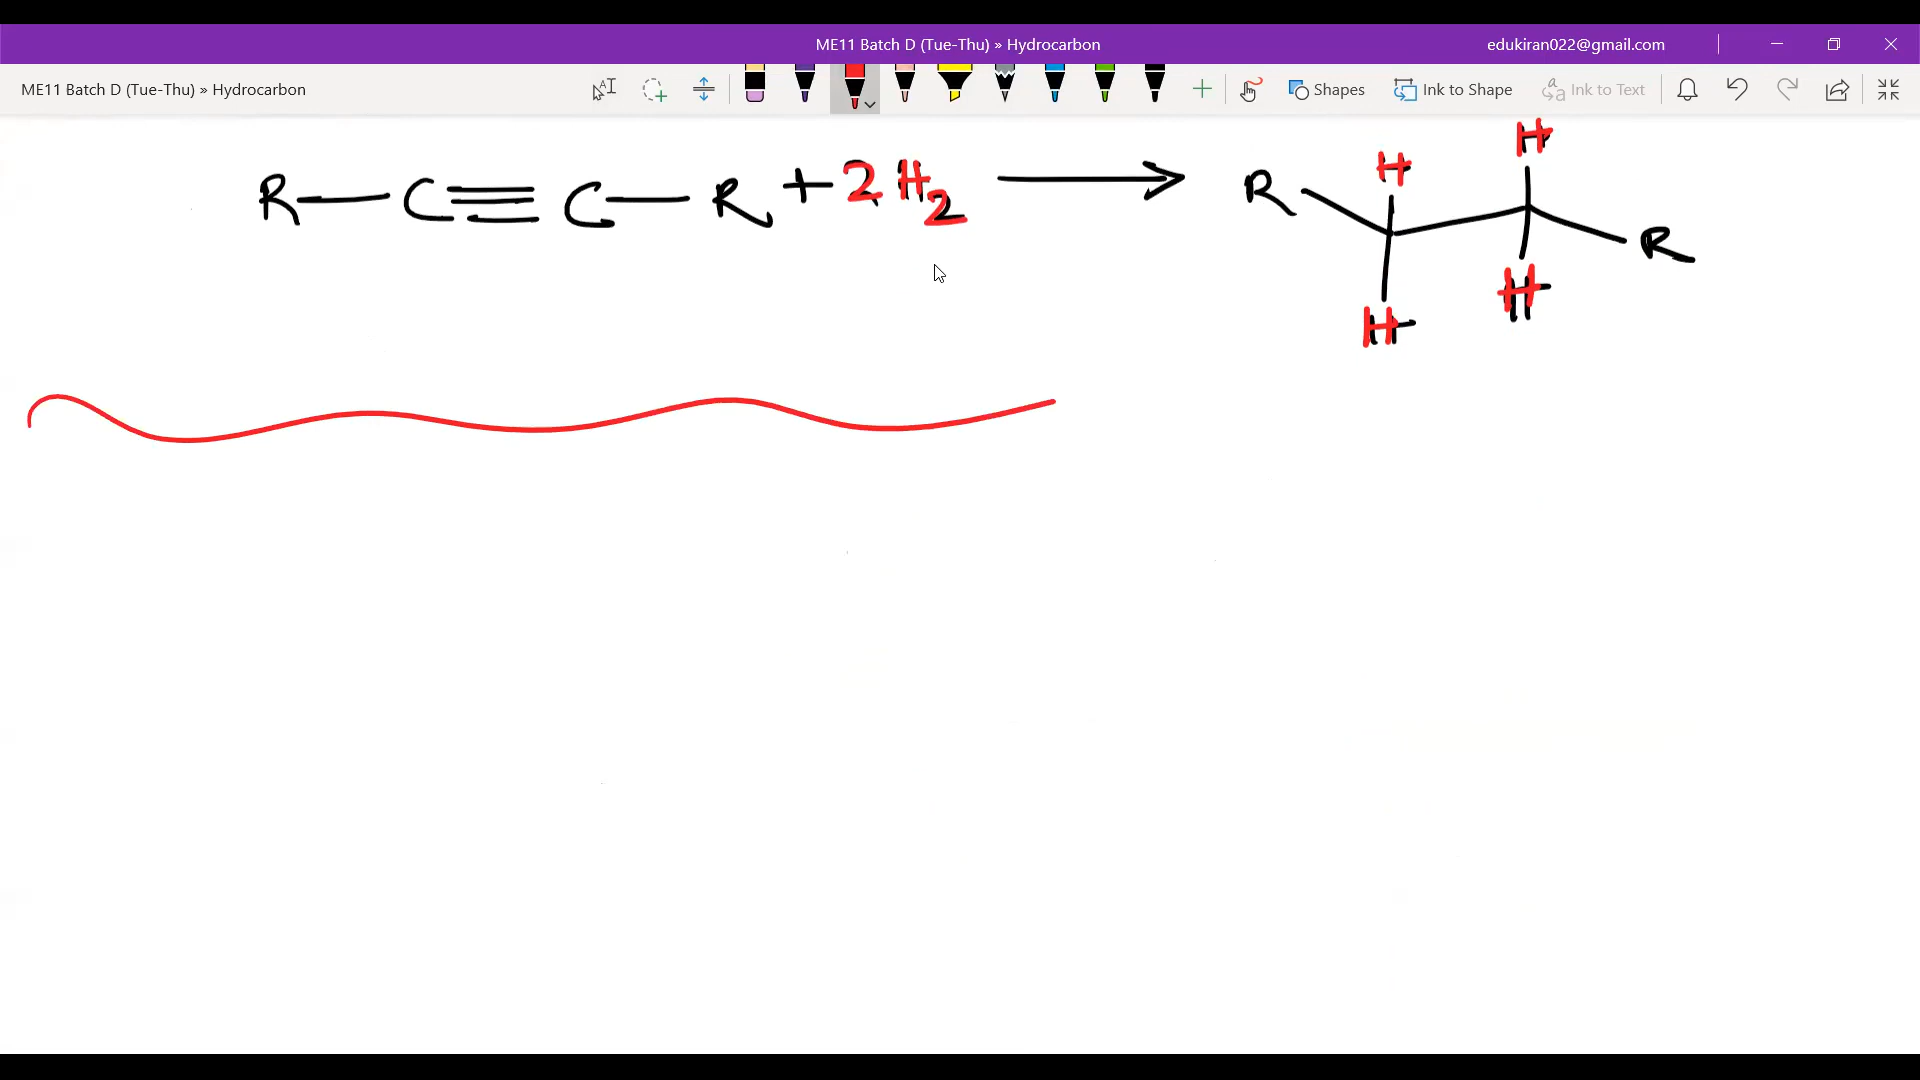 ME11 Batch D (Tue-Thu) » Hydrocarbon
edukiran022@gmail.com
ME11 Batch D (Tue-Thu) » Hydrocarbon
Shapes
Ink to Shape
Ink to Text
R—C≡C—R + 2H₂ ⟶
H
H
R
R
H
H